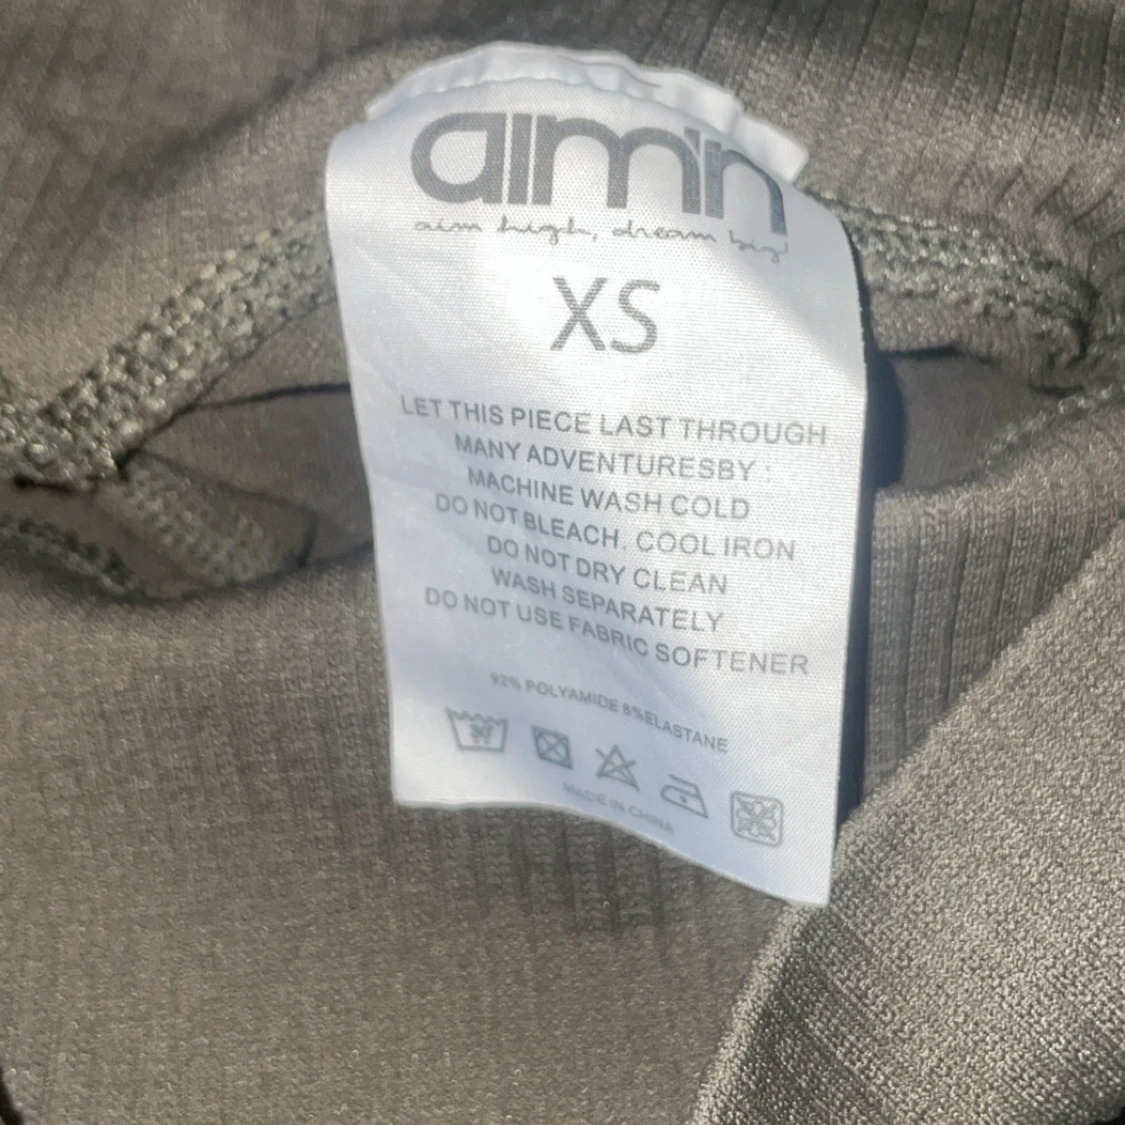 aim'n
aim high, dream big!
XS
LET THIS PIECE LAST THROUGH
MANY ADVENTURESBY :
MACHINE WASH COLD
DO NOT BLEACH. COOL IRON
DO NOT DRY CLEAN
WASH SEPARATELY
DO NOT USE FABRIC SOFTENER
92% POLYAMIDE 8%ELASTANE
30°
MADE IN CHINA